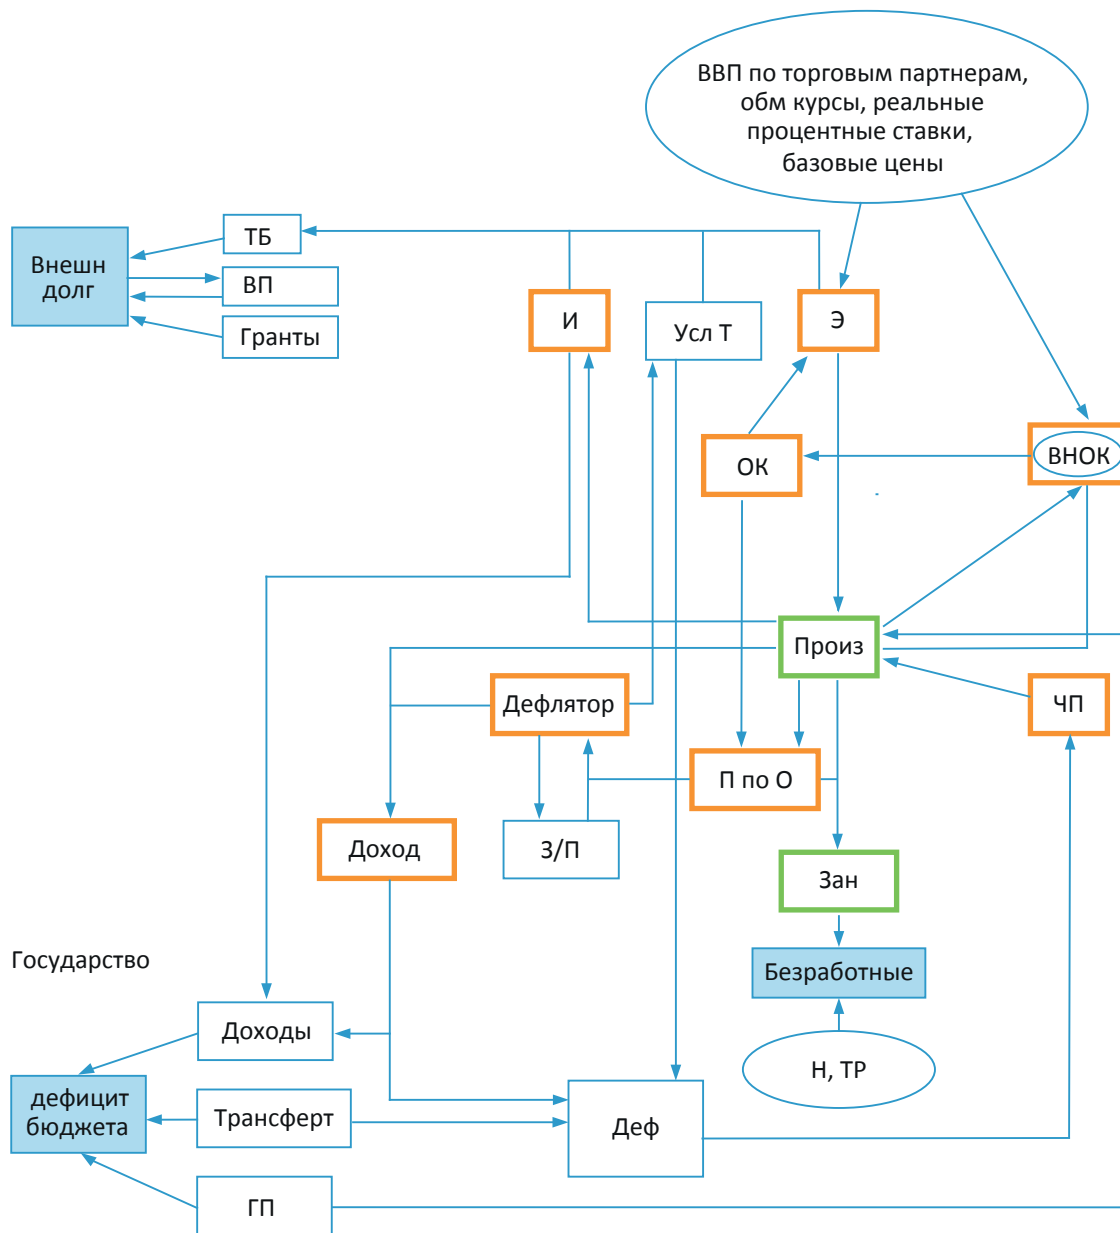 ВВП по торговым партнерам,
обм курсы, реальные
процентные ставки,
базовые цены
ТБ
Внешн
долг
ВП
Гранты
И
Усл Т
Э
ОК
ВНОК
Произ
Дефлятор
ЧП
П по О
Доход
З/П
Зан
Государство
Безработные
Доходы
Н, ТР
дефицит
бюджета
Трансферт
Деф
ГП